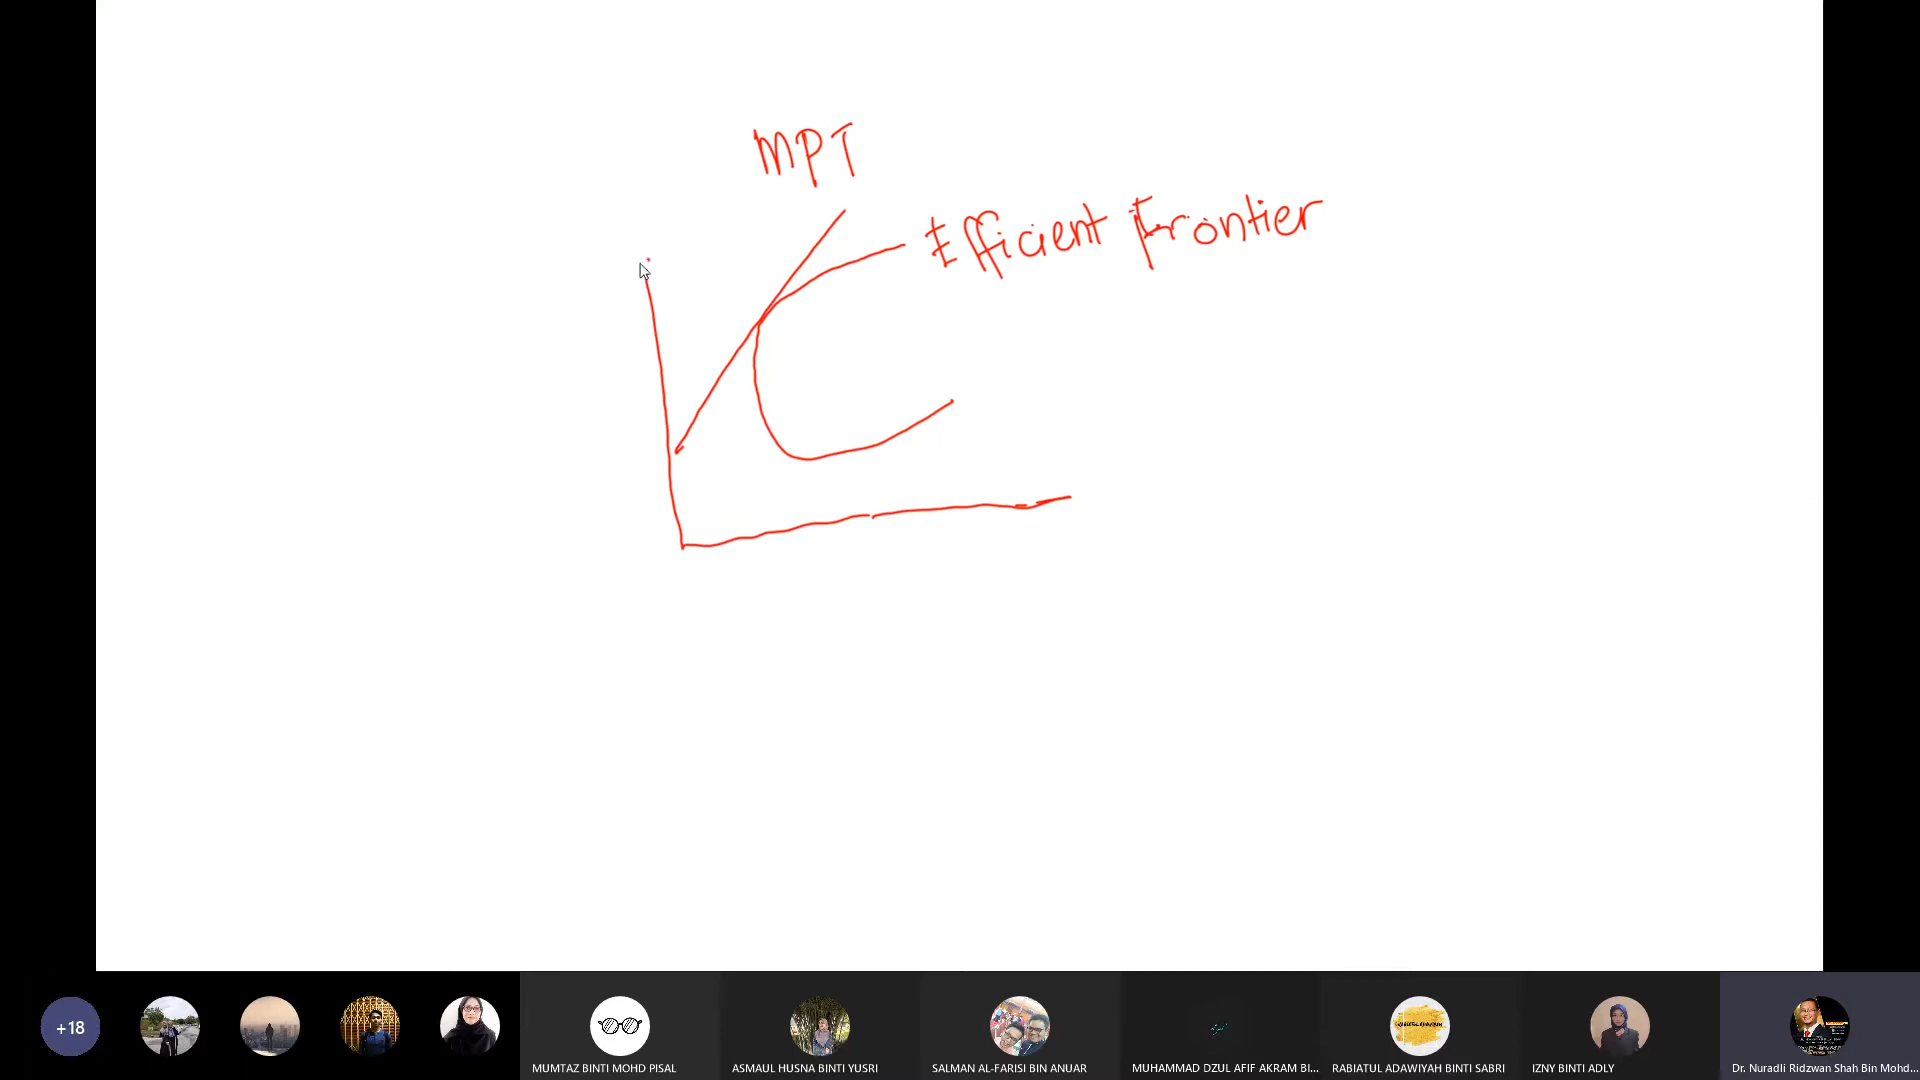 MPT
Efficient Frontier
+18
MUMTAZ BINTI MOHD PISAL
ASMAUL HUSNA BINTI YUSRI
SALMAN AL-FARISI BIN ANUAR
MUHAMMAD DZUL AFIF AKRAM BI...
RABIATUL ADAWIYAH BINTI SABRI
IZNY BINTI ADLY
Dr. Nuradli Ridzwan Shah Bin Mohd...